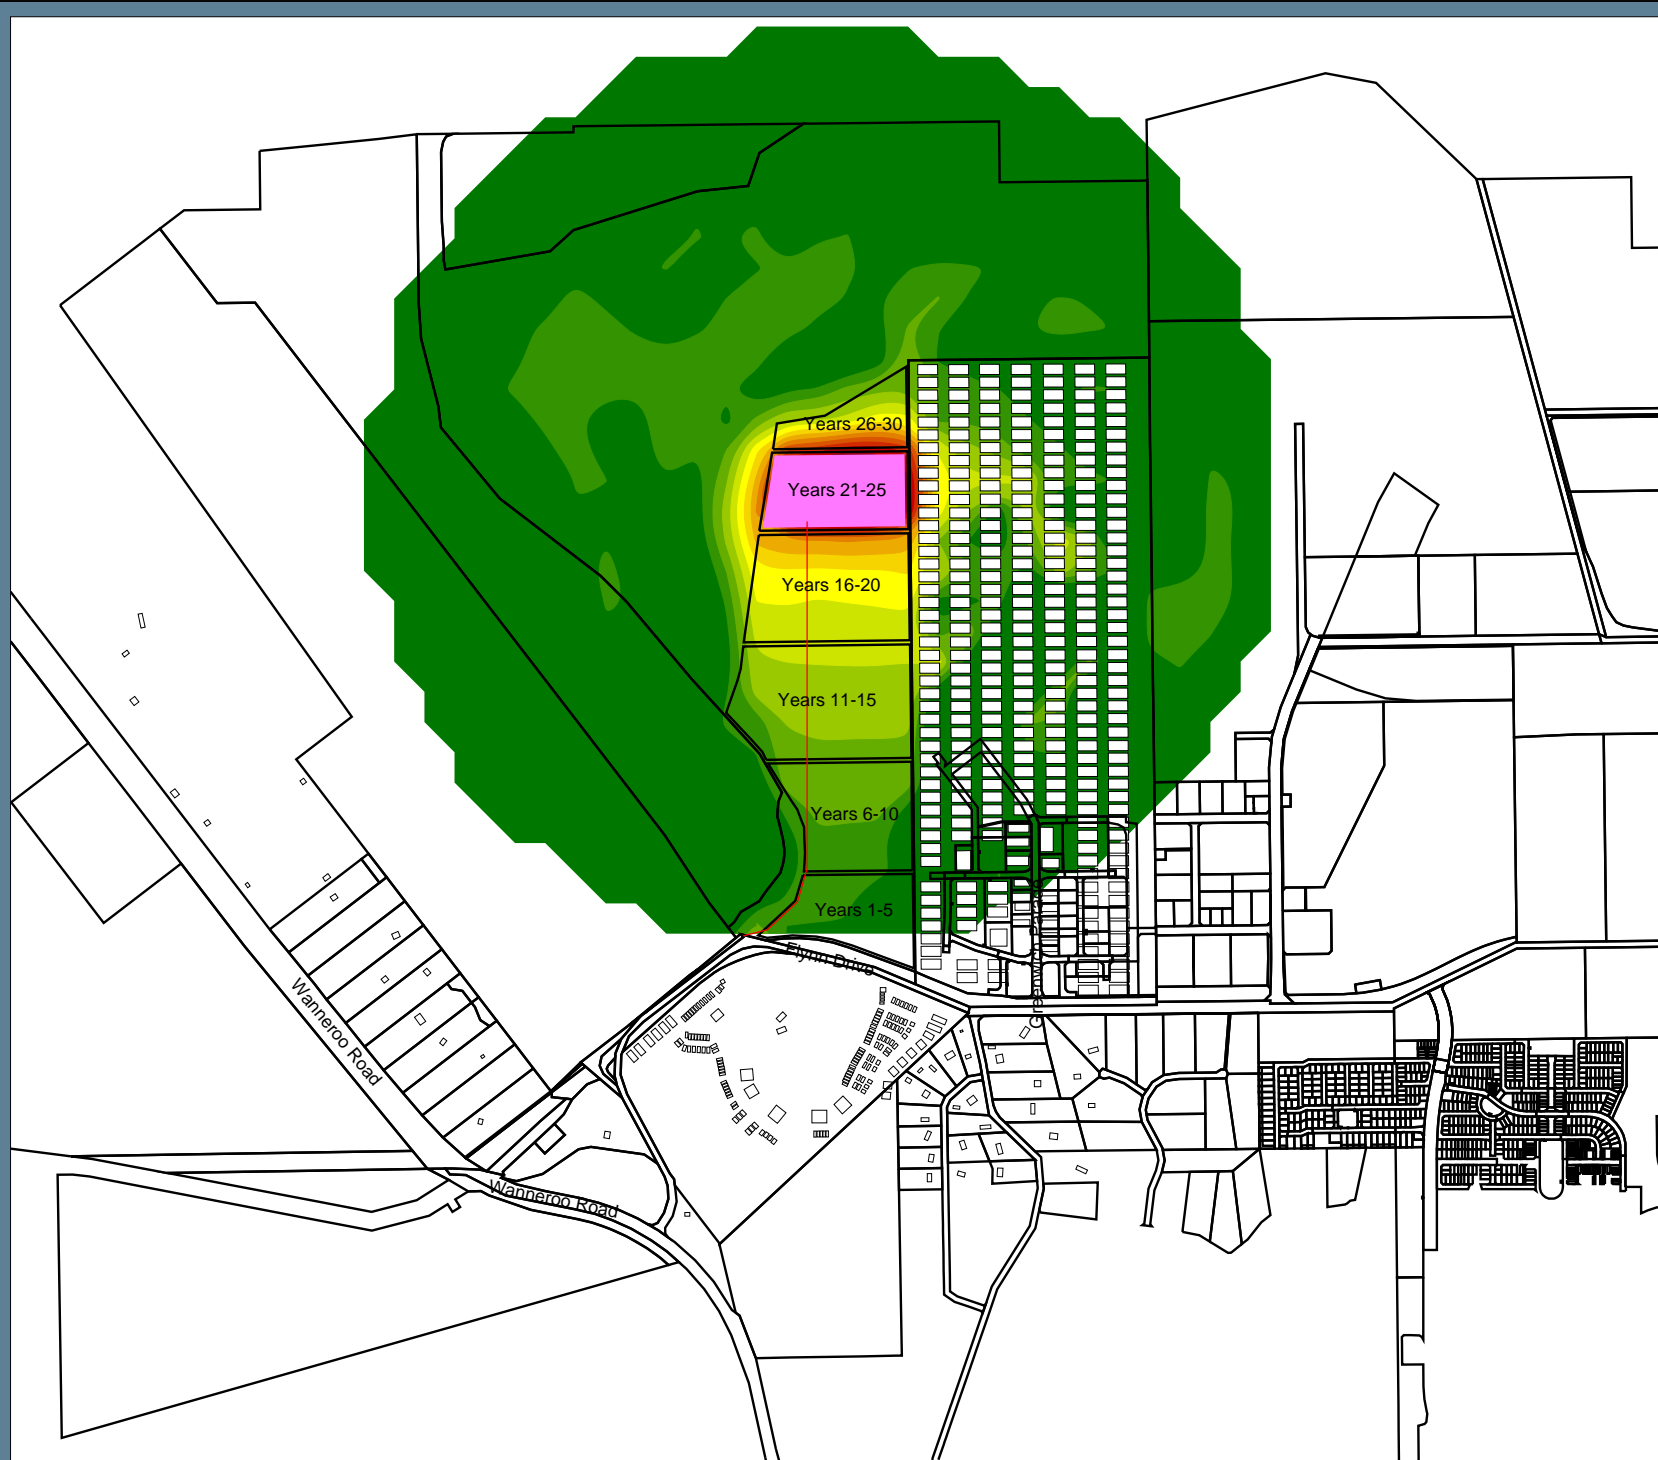 Years 26-30
Years 21-25
Years 16-20
Years 11-15
Years 6-10
Years 1-5
Flynn Drive
Wanneroo Road
Wanneroo Road